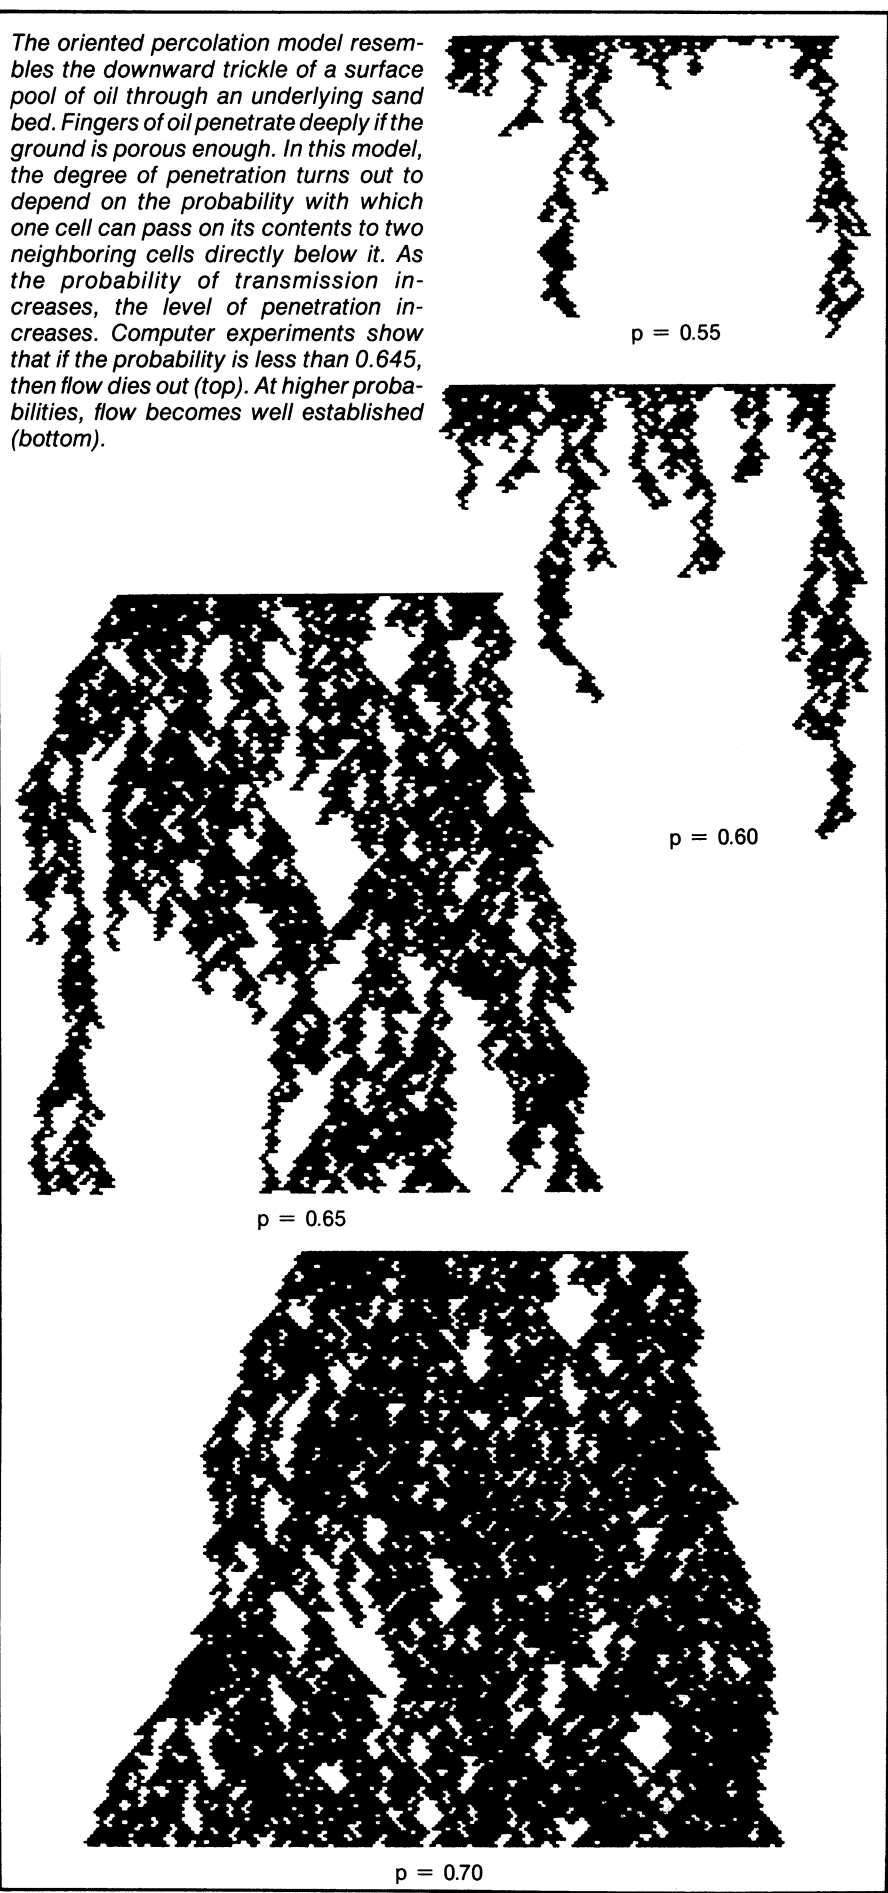 The oriented percolation model resem-
bles the downward trickle of a surface
pool of oil through an underlying sand
bed. Fingers of oil penetrate deeply if the
ground is porous enough. In this model,
the degree of penetration turns out to
depend on the probability with which
one cell can pass on its contents to two
neighboring cells directly below it. As
the probability of transmission in-
creases, the level of penetration in-
creases. Computer experiments show
that if the probability is less than 0.645,
then flow dies out (top). At higher proba-
bilities, flow becomes well established
(bottom).
p = 0.55
p = 0.60
p = 0.65
p = 0.70